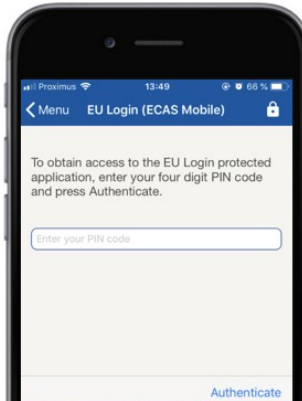 Proximus 13:49 66 %
Menu EU Login (ECAS Mobile)
To obtain access to the EU Login protected
application, enter your four digit PIN code
and press Authenticate.
Enter your PIN code
Authenticate